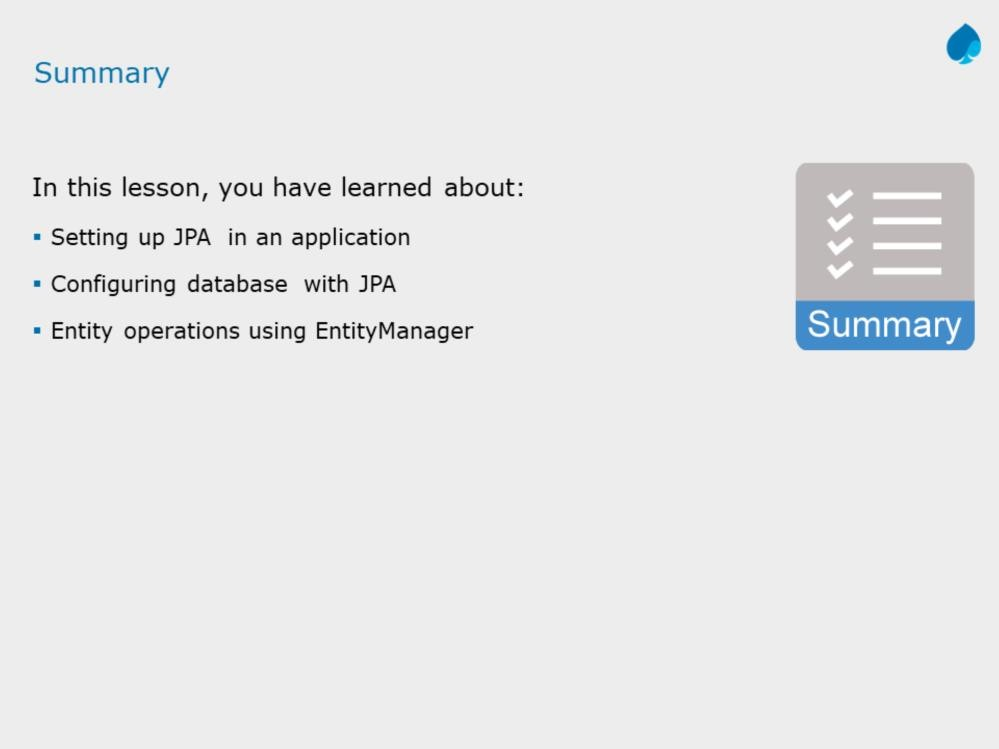 Summary
In this lesson, you have learned about:
Setting up JPA in an application
Configuring database with JPA
Entity operations using EntityManager
Summary